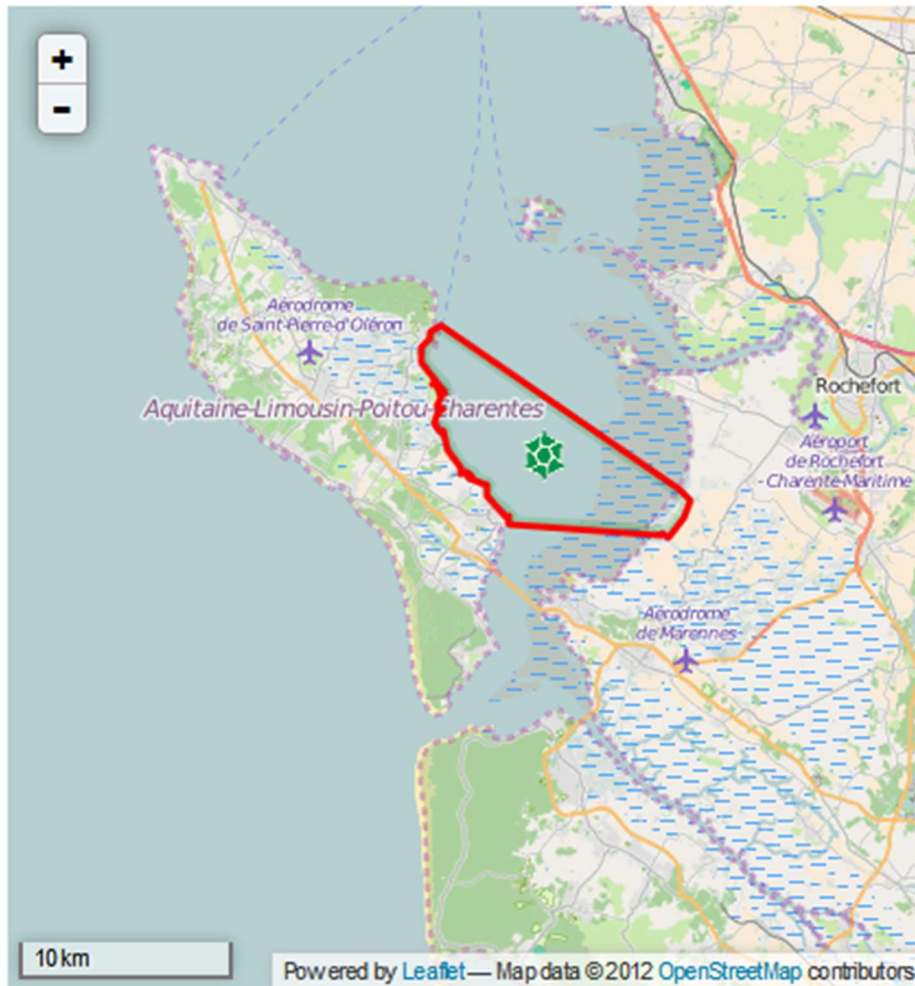 +
-
Aérodrome
de Saint-Pierre-d'Oléron
Aquitaine-Limousin-Poitou-Charentes
Rochefort
Aéroport
de Rochefort
- Charente-Maritime
Aérodrome
de Marennes
10 km
Powered by Leaflet — Map data © 2012 OpenStreetMap contributors